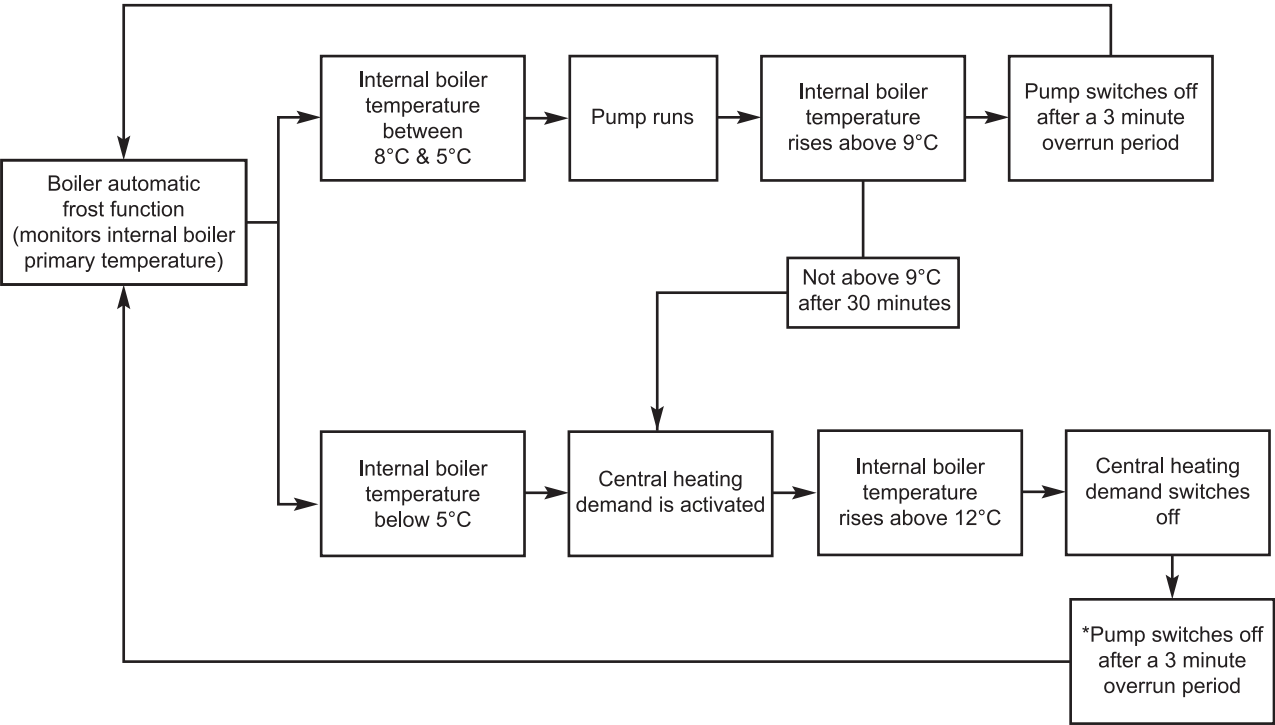 Internal boiler
temperature
between
8°C & 5°C
Pump runs
Internal boiler
temperature
rises above 9°C
Pump switches off
after a 3 minute
overrun period
Boiler automatic
frost function
(monitors internal boiler
primary temperature)
Not above 9°C
after 30 minutes
Internal boiler
temperature
below 5°C
Central heating
demand is activated
Internal boiler
temperature
rises above 12°C
Central heating
demand switches
off
*Pump switches off
after a 3 minute
overrun period